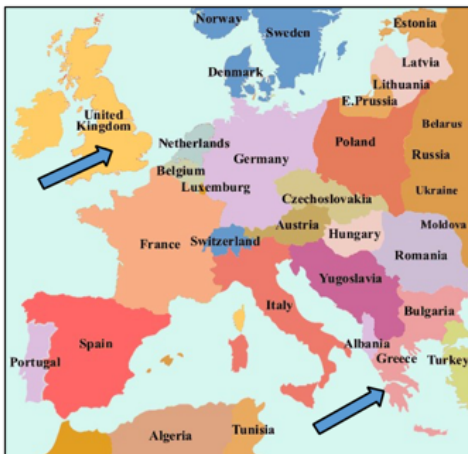 Norway
Sweden
Estonia
Latvia
Denmark
Lithuania
E.Prussia
United
Kingdom
Netherlands
Belarus
Poland
Germany
Russia
Belgium
Luxemburg
Ukraine
Czechoslovakia
Moldova
Austria
France
Switzerland
Hungary
Romania
Yugoslavia
Italy
Bulgaria
Spain
Albania
Portugal
Greece
Turkey
Algeria
Tunisia